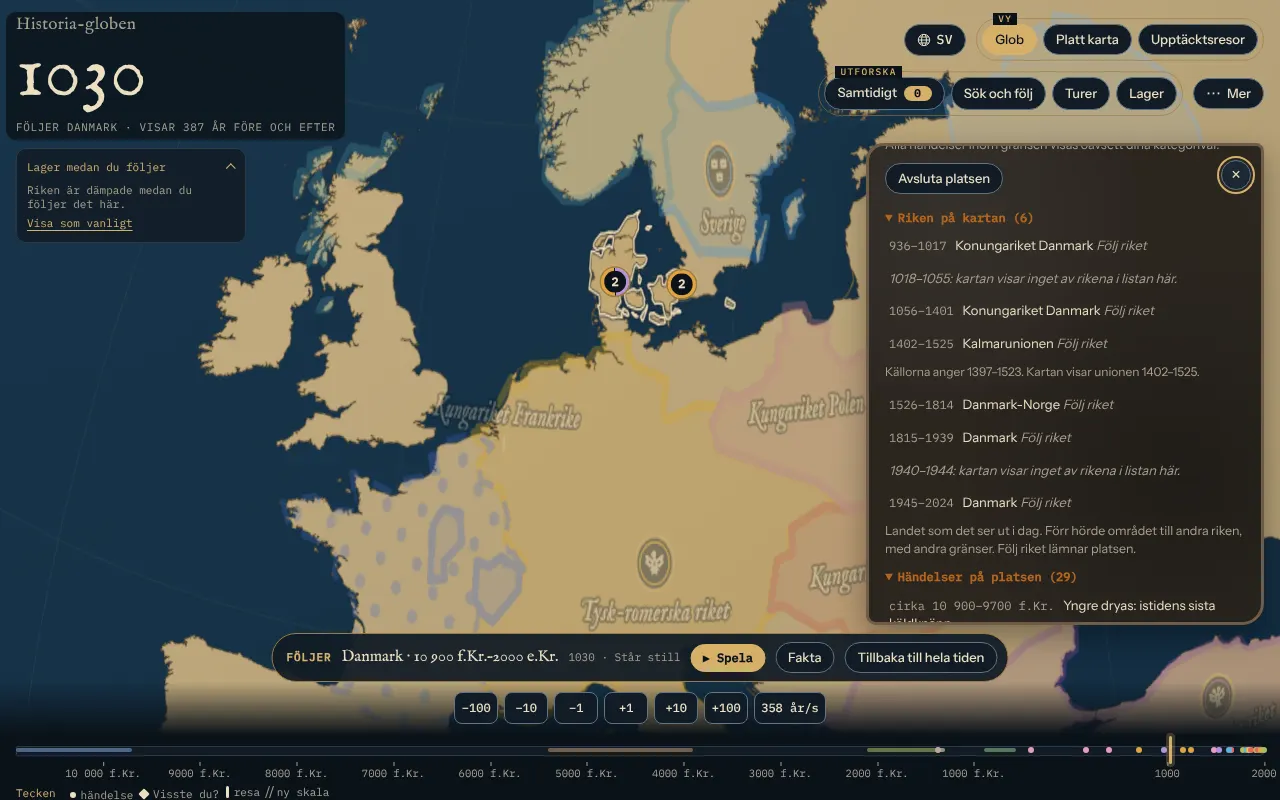 Historia-globen
1030
FÖLJER DANMARK · VISAR 387 ÅR FÖRE OCH EFTER
Lager medan du följer
Riken är dämpade medan du
följer det här.
Visa som vanligt
SV
VY
Glob
Platt karta
Upptäcktsresor
UTFORSKA
Samtidigt 0
Sök och följ
Turer
Lager
··· Mer
Alla händelser inom gränsen visas oavsett dina kategorival.
Avsluta platsen
×
▼ Riken på kartan (6)
936–1017 Konungariket Danmark Följ riket
1018–1055: kartan visar inget av rikena i listan här.
1056–1401 Konungariket Danmark Följ riket
1402–1525 Kalmarunionen Följ riket
Källorna anger 1397–1523. Kartan visar unionen 1402–1525.
1526–1814 Danmark-Norge Följ riket
1815–1939 Danmark Följ riket
1940–1944: kartan visar inget av rikena i listan här.
1945–2024 Danmark Följ riket
Landet som det ser ut i dag. Förr hörde området till andra riken,
med andra gränser. Följ riket lämnar platsen.
▼ Händelser på platsen (29)
cirka 10 900–9700 f.Kr. Yngre dryas: istidens sista
Sverige
2
2
Kungariket Frankrike
Kungariket Polen
Kungar
Tysk-romerska riket
FÖLJER Danmark · 10 900 f.Kr.–2000 e.Kr. 1030 · Står still
▶ Spela
Fakta
Tillbaka till hela tiden
−100
−10
−1
+1
+10
+100
358 år/s
10 000 f.Kr.
9000 f.Kr.
8000 f.Kr.
7000 f.Kr.
6000 f.Kr.
5000 f.Kr.
4000 f.Kr.
3000 f.Kr.
2000 f.Kr.
1000 f.Kr.
1000
2000
Tecken ● händelse ◆ Visste du? resa // ny skala